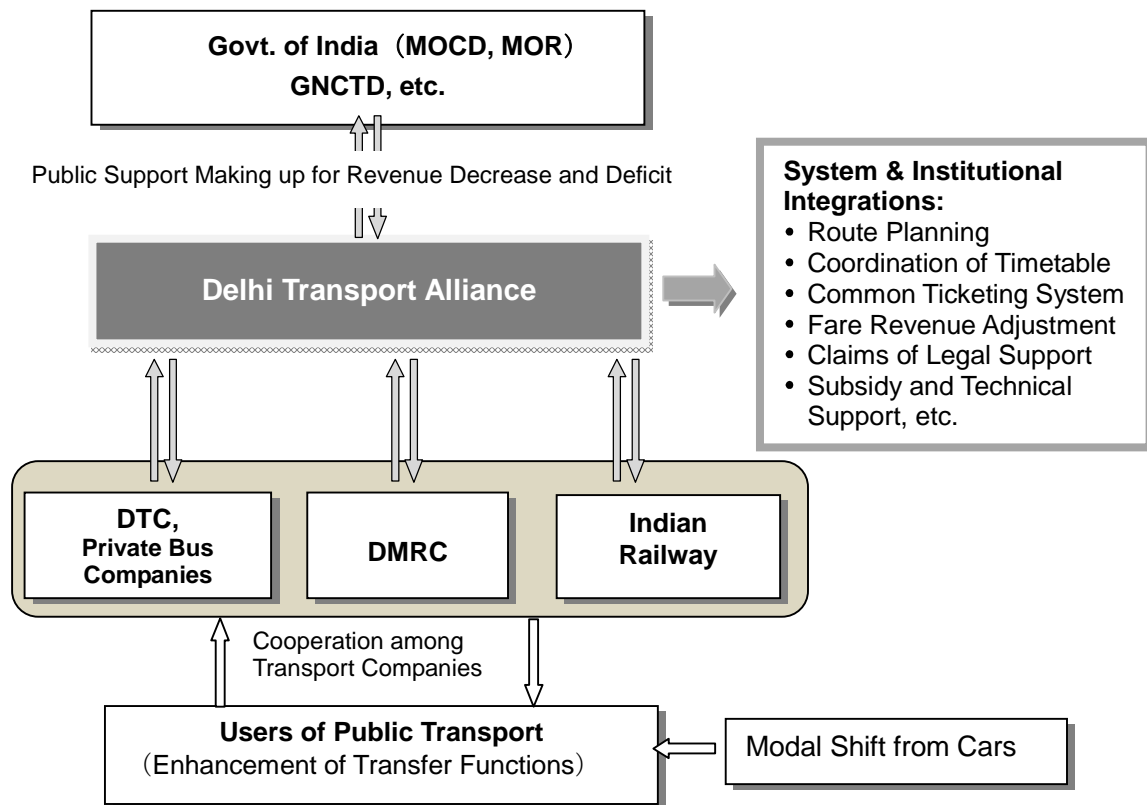 Govt. of India（MOCD, MOR）
GNCTD, etc.
Public Support Making up for Revenue Decrease and Deficit
Delhi Transport Alliance
System & Institutional
Integrations:
• Route Planning
• Coordination of Timetable
• Common Ticketing System
• Fare Revenue Adjustment
• Claims of Legal Support
• Subsidy and Technical
Support, etc.
DTC,
Private Bus
Companies
DMRC
Indian
Railway
Cooperation among
Transport Companies
Users of Public Transport
（Enhancement of Transfer Functions）
Modal Shift from Cars